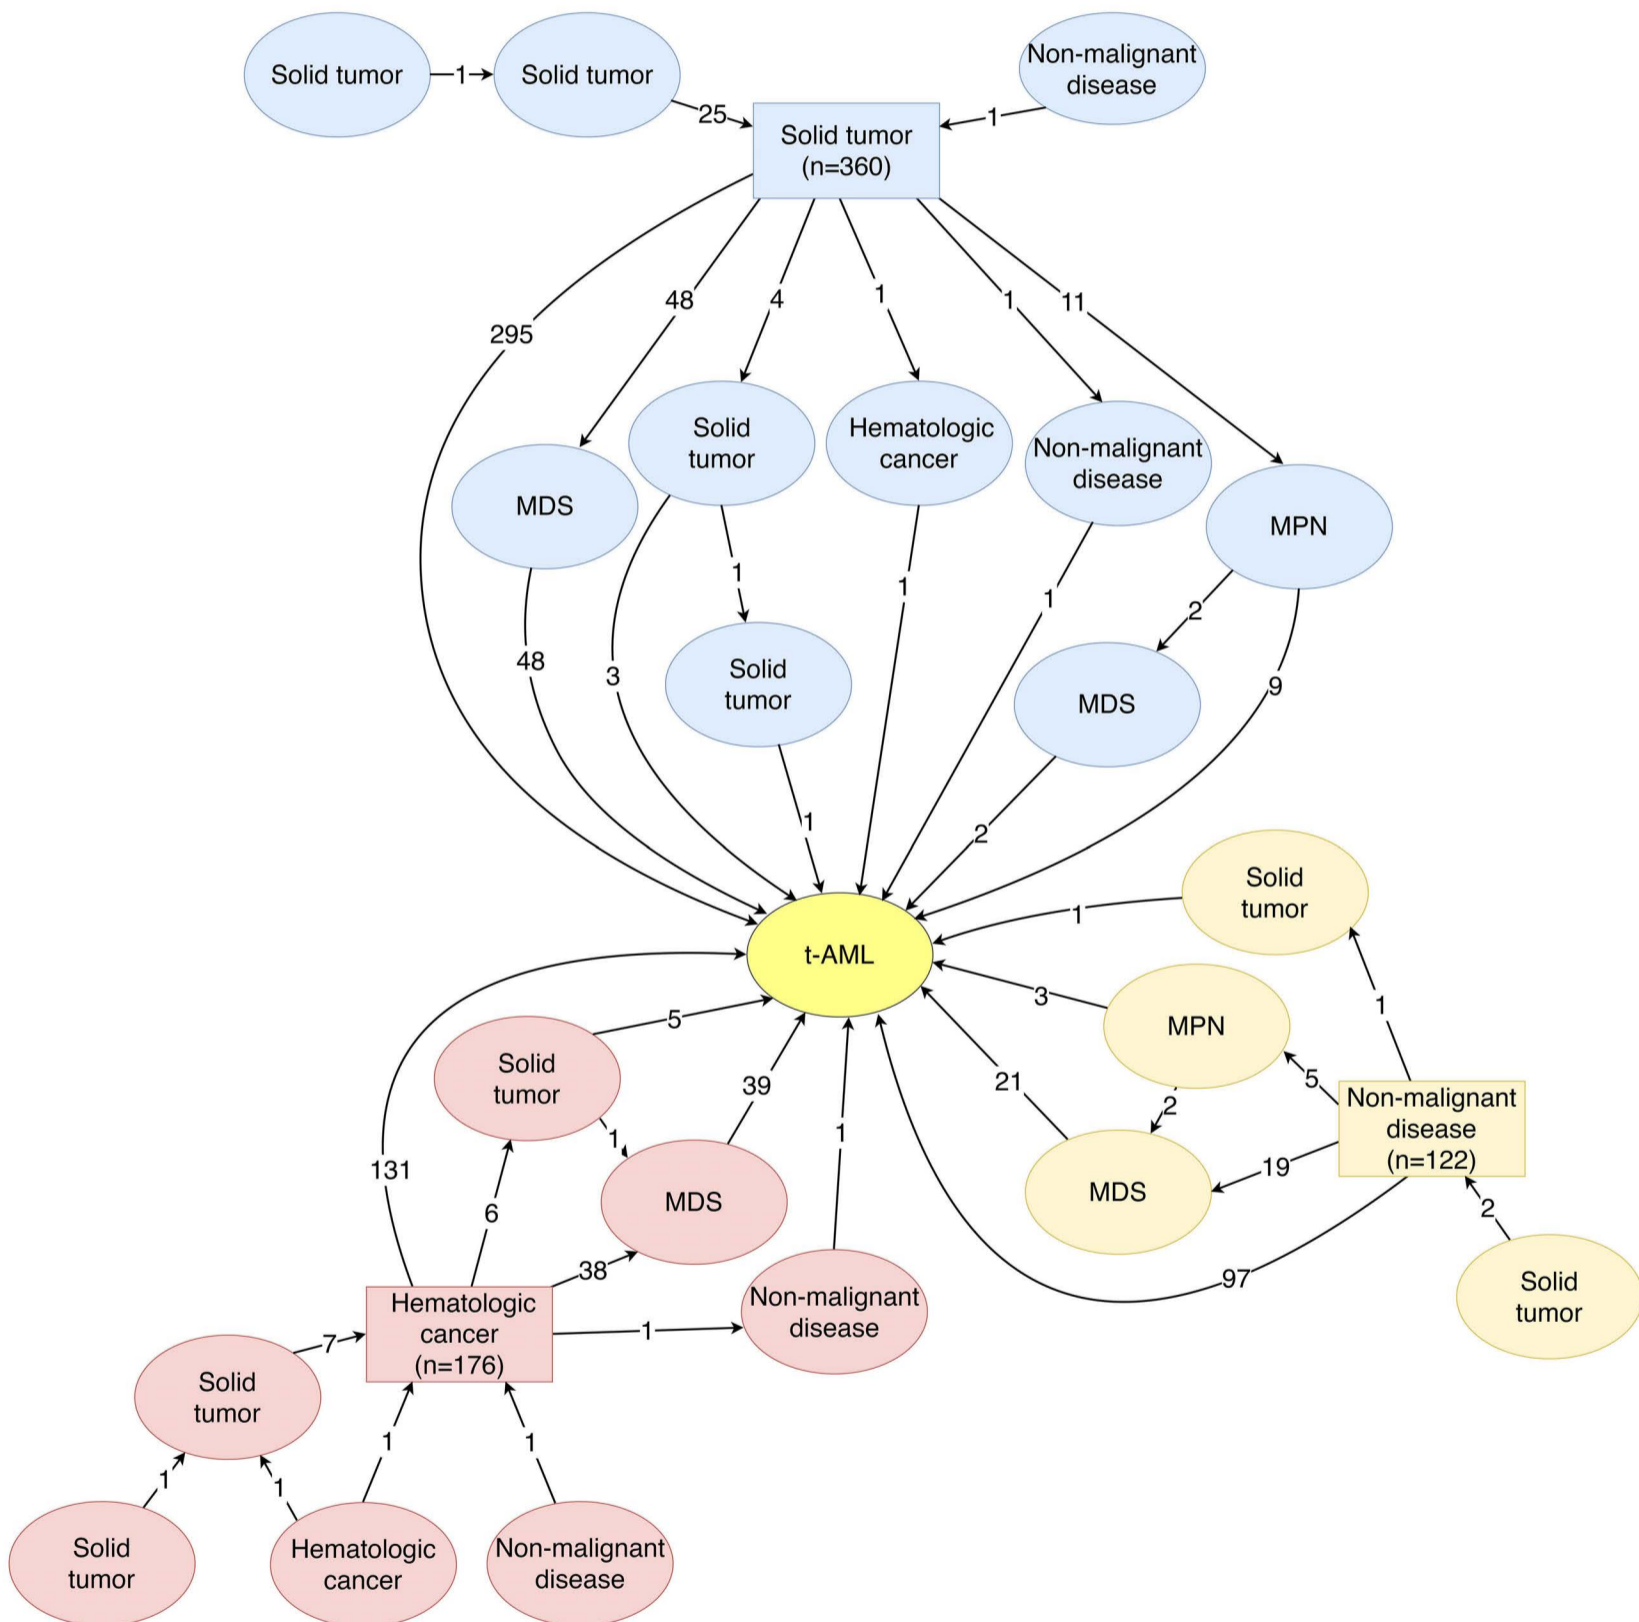 Solid tumor
1
Solid tumor
25
Solid tumor
(n=360)
1
Non-malignant
disease
295
48
4
1
1
11
MDS
Solid
tumor
Hematologic
cancer
Non-malignant
disease
MPN
48
3
1
1
1
2
9
Solid
tumor
MDS
1
2
t-AML
1
Solid
tumor
3
MPN
1
5
21
2
Non-malignant
disease
(n=122)
MDS
19
2
97
Solid
tumor
5
Solid
tumor
39
1
1
131
MDS
6
38
Hematologic
cancer
(n=176)
1
Non-malignant
disease
7
Solid
tumor
1
1
1
1
Solid
tumor
Hematologic
cancer
Non-malignant
disease